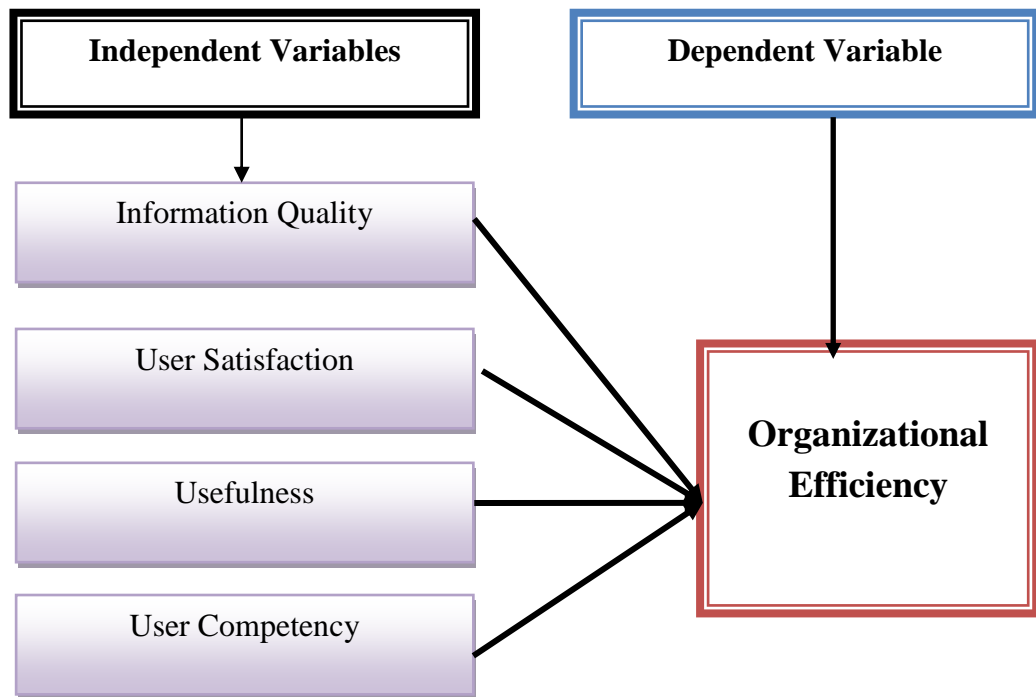 Independent Variables
Dependent Variable
Information Quality
User Satisfaction
Usefulness
User Competency
Organizational
Efficiency